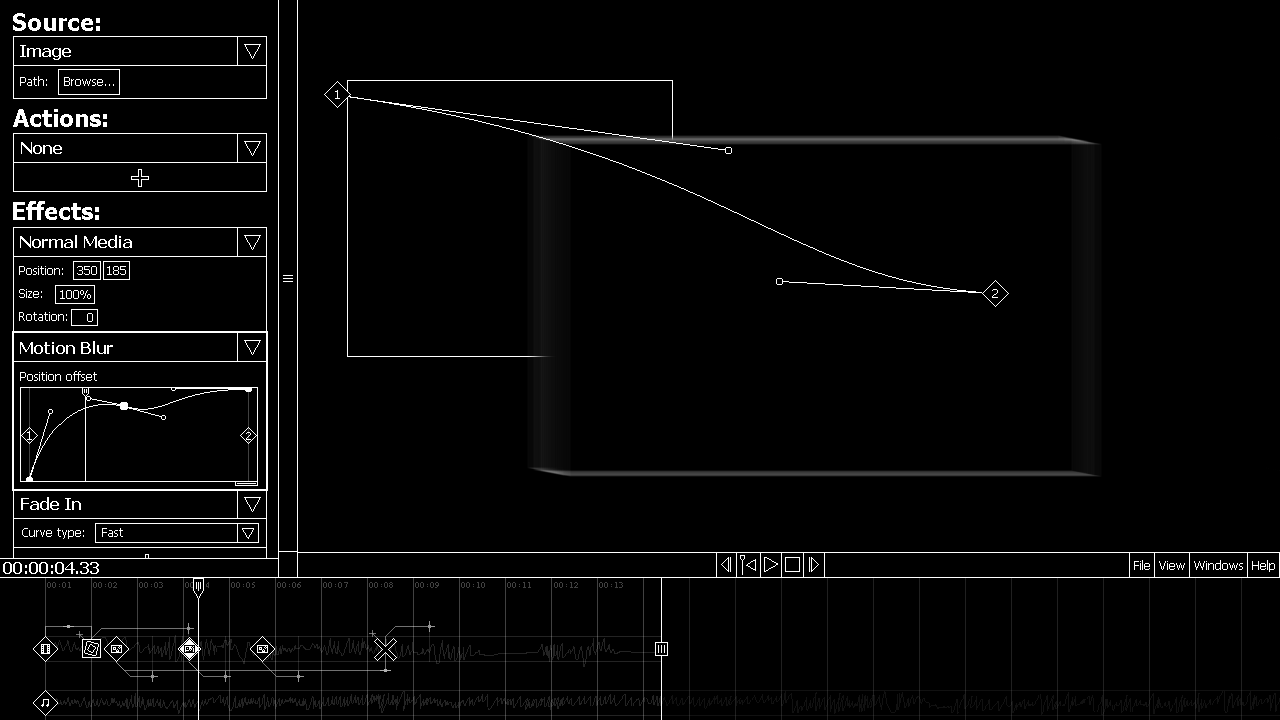 Source:
Image
Path: Browse...
Actions:
None
Effects:
Normal Media
Position: 350 185
Size: 100%
Rotation: 0
Motion Blur
Position offset
1
2
Fade In
Curve type: Fast
1
2
00:00:04.33
File View Windows Help
00:01 00:02 00:03 00:05 00:06 00:07 00:08 00:09 00:10 00:11 00:12 00:13